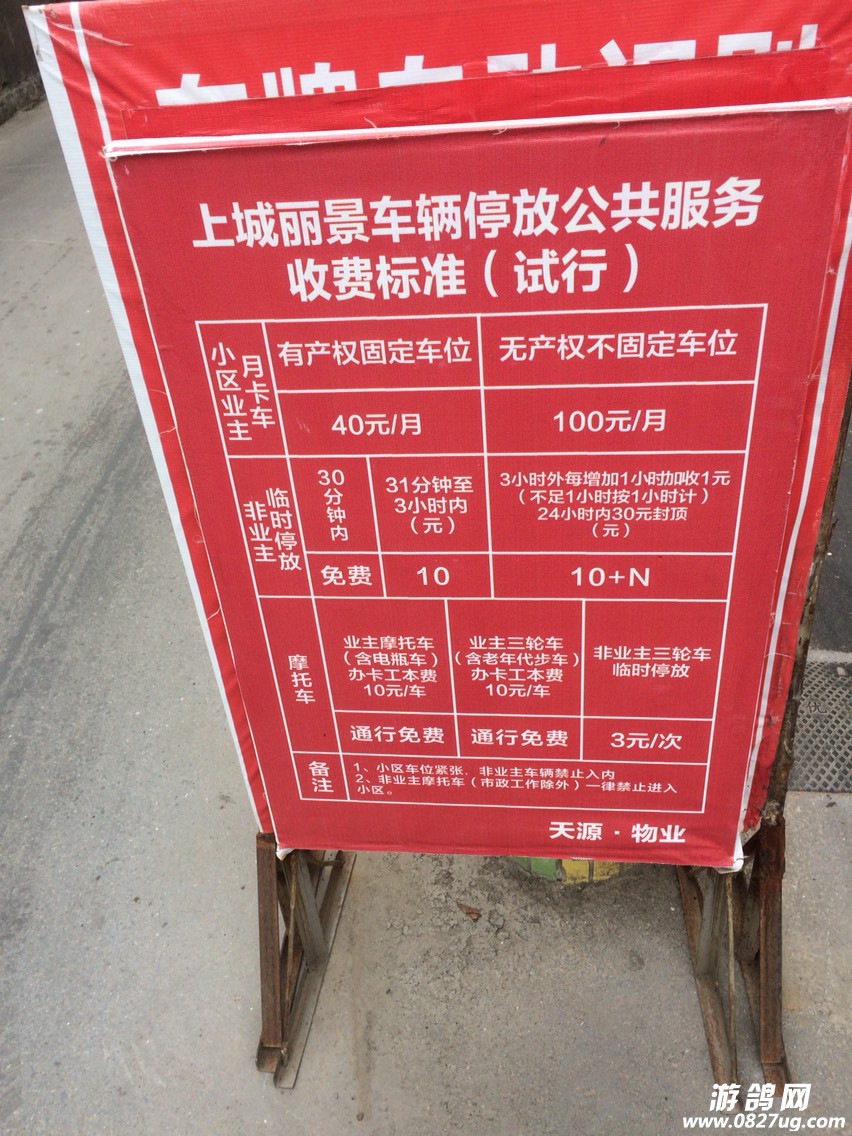 车牌自动识别
上城丽景车辆停放公共服务
收费标准（试行）
小区业主
月卡车
有产权固定车位
无产权不固定车位
40元/月
100元/月
非业主
临时停放
30分钟内
31分钟至
3小时内
（元）
3小时外每增加1小时加收1元
（不足1小时按1小时计）
24小时内30元封顶
（元）
免费
10
10+N
摩托车
业主摩托车
（含电瓶车）
办卡工本费
10元/车
业主三轮车
（含老年代步车）
办卡工本费
10元/车
非业主三轮车
临时停放
通行免费
通行免费
3元/次
备注
1、小区车位紧张，非业主车辆禁止入内
2、非业主摩托车（市政工作除外）一律禁止进入
小区。
天源·物业
游鸽网
www.0827ug.com